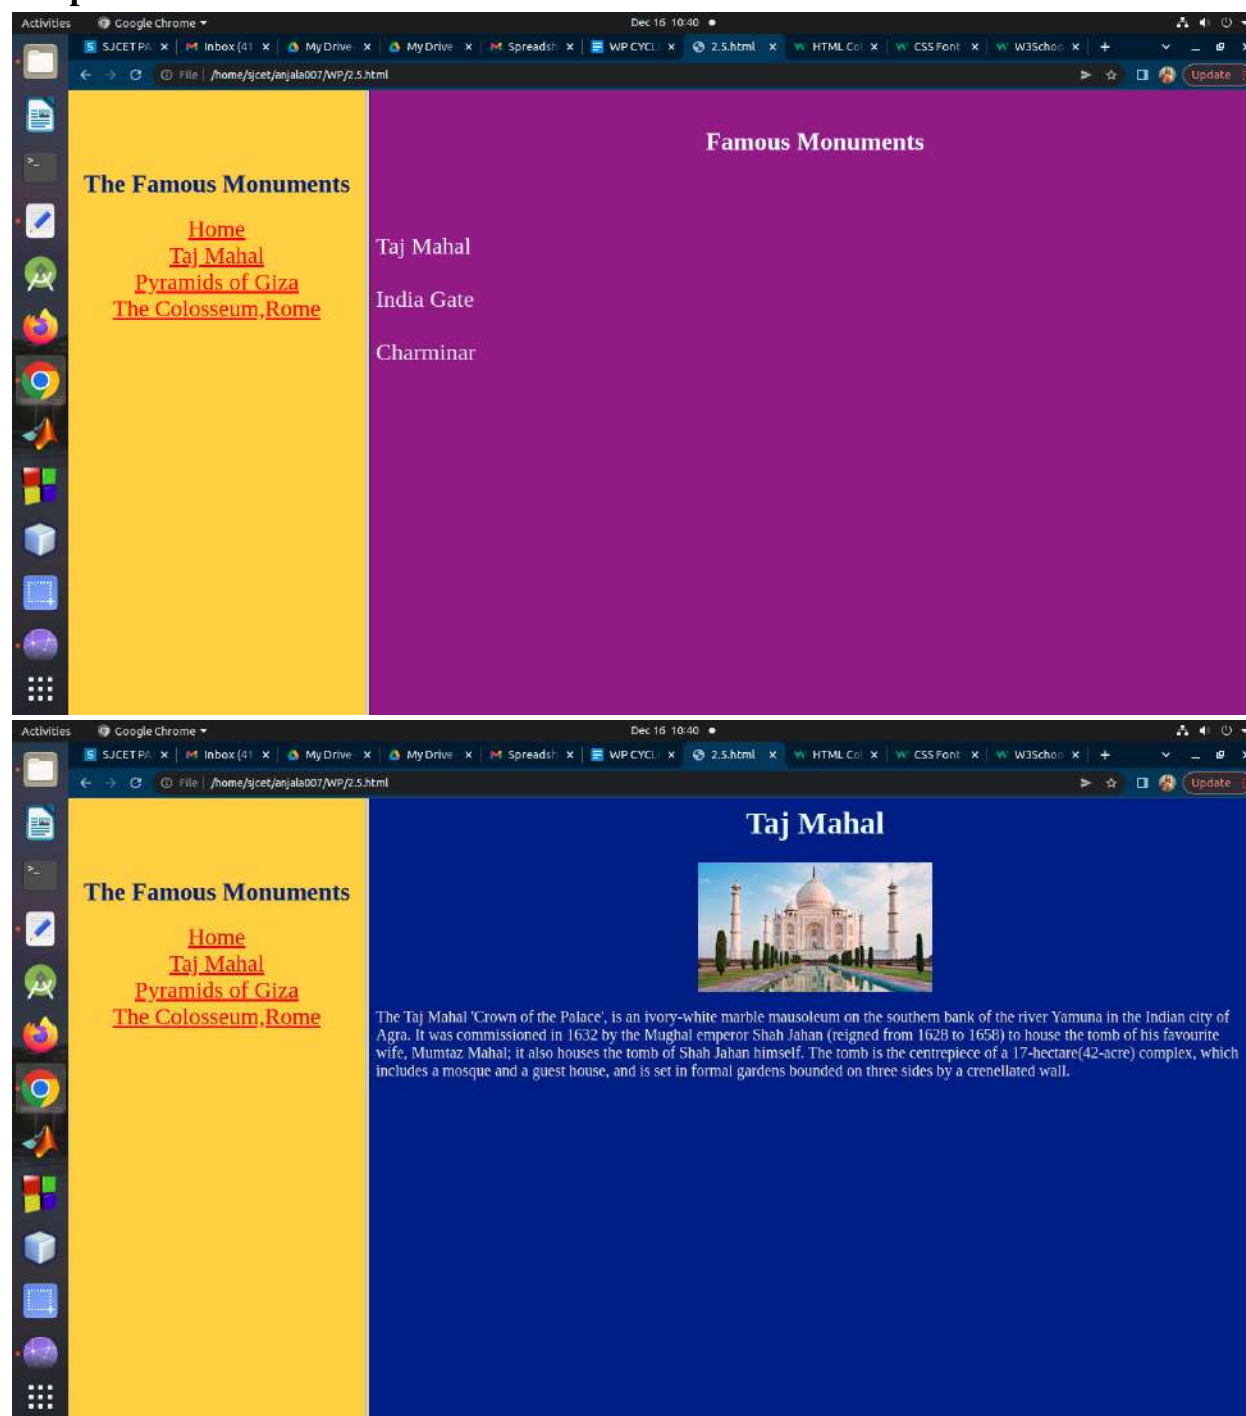 Activities Google Chrome Dec 16 10:40
SJCET PA Inbox (41 My Drive My Drive Spreadsh WP CYCL 2.5.html HTML Col CSS Font W3Schoo
File /home/sjcet/anjala007/WP/2.5.html Update
Famous Monuments
The Famous Monuments
Home
Taj Mahal
Pyramids of Giza
The Colosseum,Rome
Taj Mahal
India Gate
Charminar
Activities Google Chrome Dec 16 10:40
SJCET PA Inbox (41 My Drive My Drive Spreadsh WP CYCL 2.5.html HTML Col CSS Font W3Schoo
File /home/sjcet/anjala007/WP/2.5.html Update
Taj Mahal
The Famous Monuments
Home
Taj Mahal
Pyramids of Giza
The Colosseum,Rome
The Taj Mahal 'Crown of the Palace', is an ivory-white marble mausoleum on the southern bank of the river Yamuna in the Indian city of
Agra. It was commissioned in 1632 by the Mughal emperor Shah Jahan (reigned from 1628 to 1658) to house the tomb of his favourite
wife, Mumtaz Mahal; it also houses the tomb of Shah Jahan himself. The tomb is the centrepiece of a 17-hectare(42-acre) complex, which
includes a mosque and a guest house, and is set in formal gardens bounded on three sides by a crenellated wall.